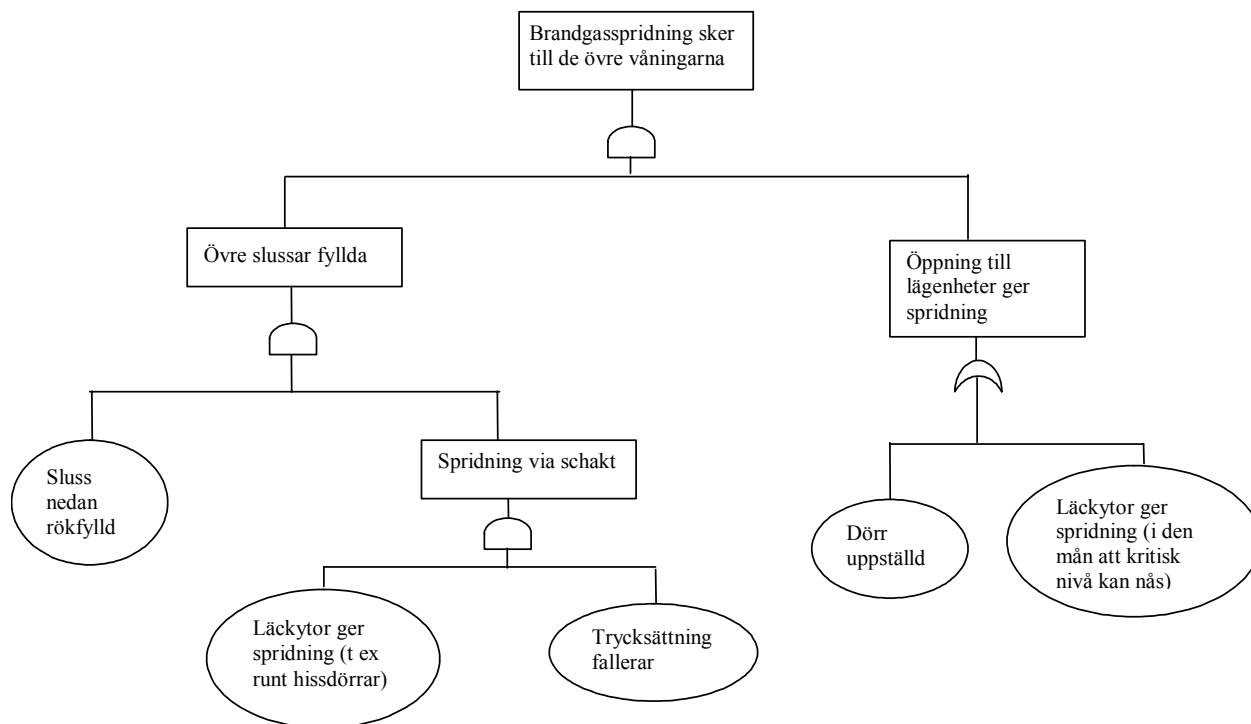 Brandgasspridning sker
till de övre våningarna
Övre slussar fyllda
Öppning till
lägenheter ger
spridning
Sluss
nedan
rökfylld
Spridning via schakt
Dörr
uppställd
Läckytor ger
spridning (i den
mån att kritisk
nivå kan nås)
Läckytor ger
spridning (t ex
runt hissdörrar)
Trycksättning
fallerar